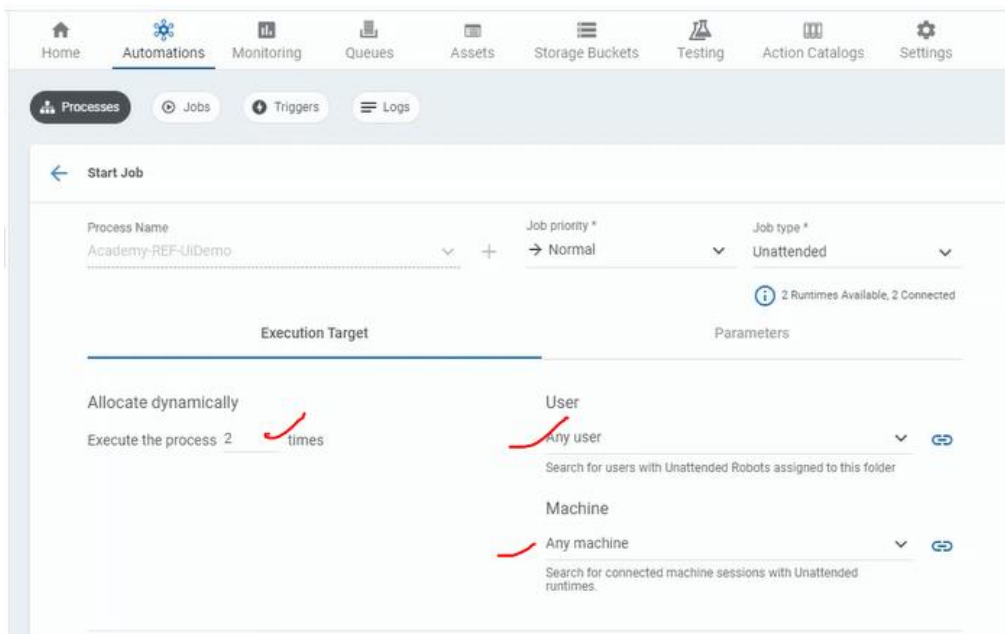 Home Automations Monitoring Queues Assets Storage Buckets Testing Action Catalogs Settings
Processes Jobs Triggers Logs
Start Job
Process Name
Academy-REF-UiDemo
Job priority *
Normal
Job type *
Unattended
2 Runtimes Available, 2 Connected
Execution Target Parameters
Allocate dynamically
Execute the process 2 times
User
Any user
Search for users with Unattended Robots assigned to this folder
Machine
Any machine
Search for connected machine sessions with Unattended
runtimes.